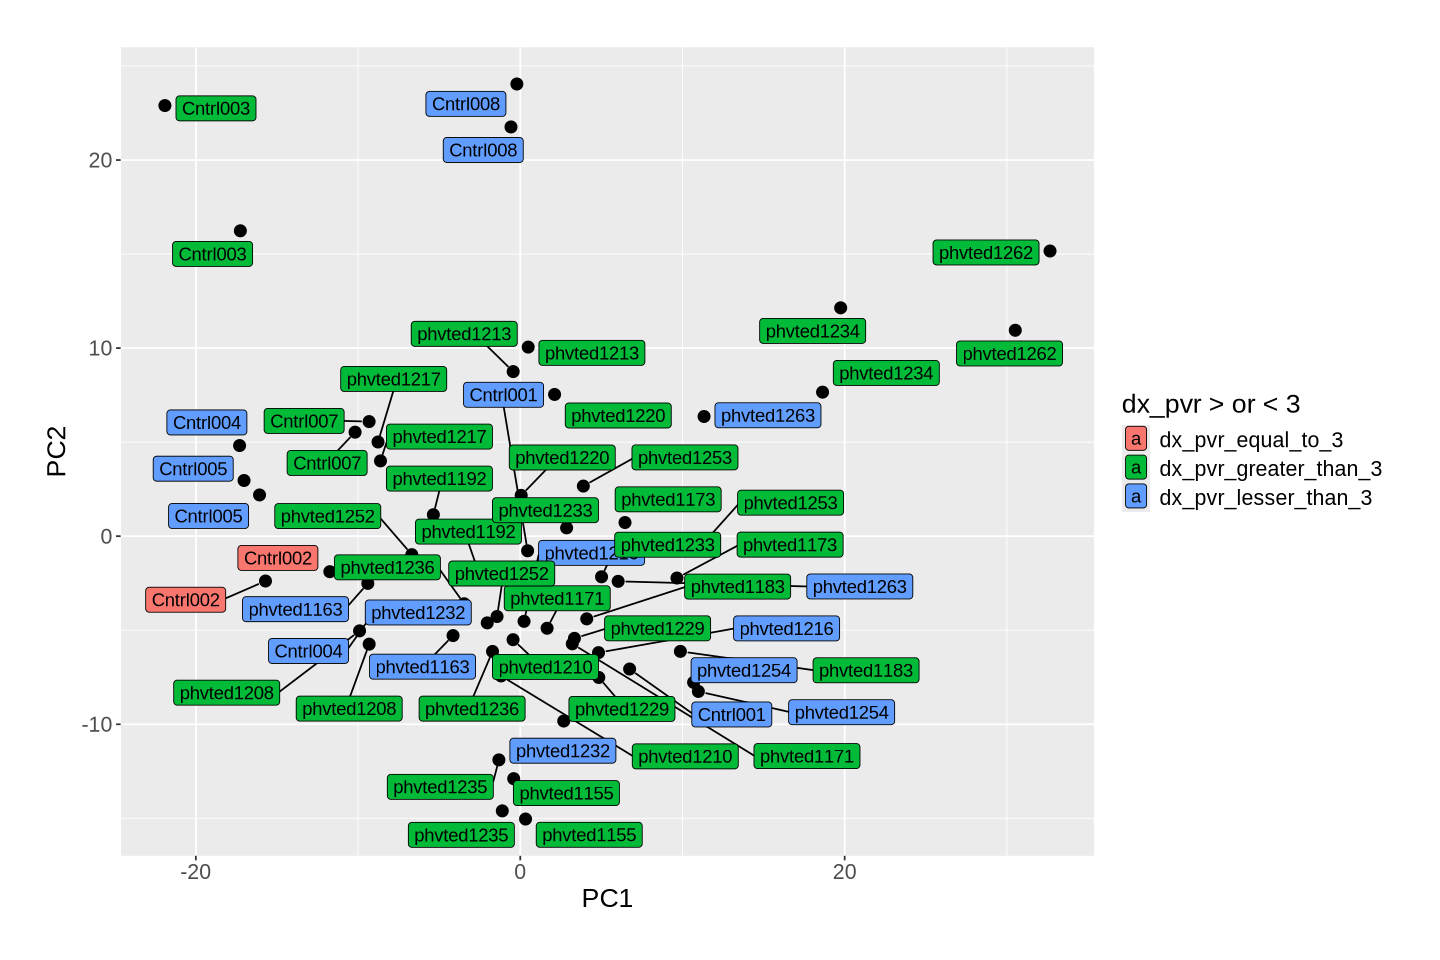 Cntrl003
Cntrl008
Cntrl008
Cntrl003
phvted1262
phvted1234
phvted1213
phvted1213
phvted1262
phvted1234
phvted1217
Cntrl001
phvted1263
phvted1220
Cntrl004
Cntrl007
phvted1217
Cntrl007
phvted1220
phvted1253
Cntrl005
phvted1192
phvted1173
phvted1253
phvted1233
Cntrl005
phvted1252
phvted1192
phvted1233
phvted1173
Cntrl002
phvted1236
phvted1252
phvted1183
phvted1263
Cntrl002
phvted1163
phvted1232
phvted1171
phvted1229
phvted1216
Cntrl004
phvted1163
phvted1210
phvted1254
phvted1183
phvted1208
phvted1208
phvted1236
phvted1229
Cntrl001
phvted1254
phvted1232
phvted1210
phvted1171
phvted1235
phvted1155
phvted1235
phvted1155
20
10
0
-10
PC2
-20
0
20
PC1
dx_pvr > or < 3
a dx_pvr_equal_to_3
a dx_pvr_greater_than_3
a dx_pvr_lesser_than_3